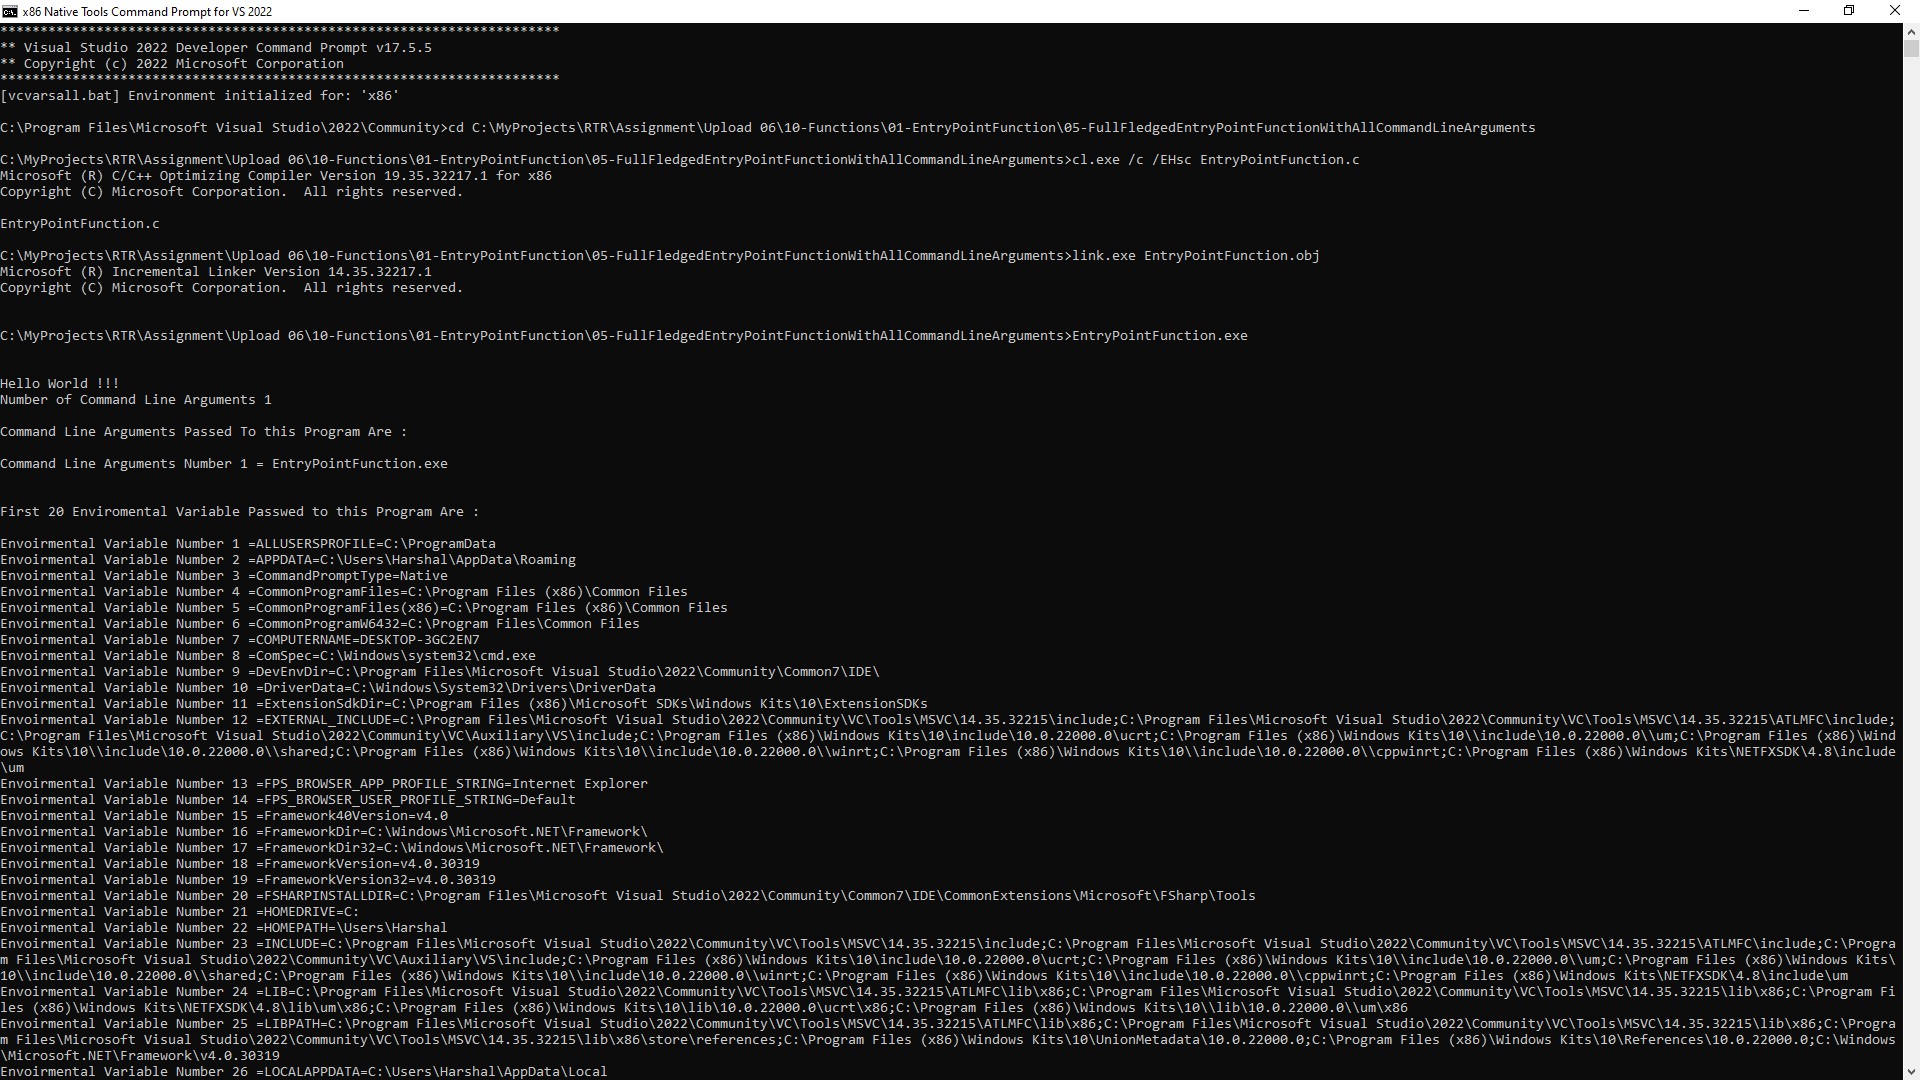 x86 Native Tools Command Prompt for VS 2022
**********************************************************************
** Visual Studio 2022 Developer Command Prompt v17.5.5
** Copyright (c) 2022 Microsoft Corporation
**********************************************************************
[vcvarsall.bat] Environment initialized for: 'x86'
C:\Program Files\Microsoft Visual Studio\2022\Community>cd C:\MyProjects\RTR\Assignment\Upload 06\10-Functions\01-EntryPointFunction\05-FullFledgedEntryPointFunctionWithAllCommandLineArguments
C:\MyProjects\RTR\Assignment\Upload 06\10-Functions\01-EntryPointFunction\05-FullFledgedEntryPointFunctionWithAllCommandLineArguments>cl.exe /c /EHsc EntryPointFunction.c
Microsoft (R) C/C++ Optimizing Compiler Version 19.35.32217.1 for x86
Copyright (C) Microsoft Corporation.  All rights reserved.
EntryPointFunction.c
C:\MyProjects\RTR\Assignment\Upload 06\10-Functions\01-EntryPointFunction\05-FullFledgedEntryPointFunctionWithAllCommandLineArguments>link.exe EntryPointFunction.obj
Microsoft (R) Incremental Linker Version 14.35.32217.1
Copyright (C) Microsoft Corporation.  All rights reserved.
C:\MyProjects\RTR\Assignment\Upload 06\10-Functions\01-EntryPointFunction\05-FullFledgedEntryPointFunctionWithAllCommandLineArguments>EntryPointFunction.exe
Hello World !!!
Number of Command Line Arguments 1
Command Line Arguments Passed To this Program Are :
Command Line Arguments Number 1 = EntryPointFunction.exe
First 20 Enviromental Variable Passwed to this Program Are :
Envoirmental Variable Number 1 =ALLUSERSPROFILE=C:\ProgramData
Envoirmental Variable Number 2 =APPDATA=C:\Users\Harshal\AppData\Roaming
Envoirmental Variable Number 3 =CommandPromptType=Native
Envoirmental Variable Number 4 =CommonProgramFiles=C:\Program Files (x86)\Common Files
Envoirmental Variable Number 5 =CommonProgramFiles(x86)=C:\Program Files (x86)\Common Files
Envoirmental Variable Number 6 =CommonProgramW6432=C:\Program Files\Common Files
Envoirmental Variable Number 7 =COMPUTERNAME=DESKTOP-3GC2EN7
Envoirmental Variable Number 8 =ComSpec=C:\Windows\system32\cmd.exe
Envoirmental Variable Number 9 =DevEnvDir=C:\Program Files\Microsoft Visual Studio\2022\Community\Common7\IDE\
Envoirmental Variable Number 10 =DriverData=C:\Windows\System32\Drivers\DriverData
Envoirmental Variable Number 11 =ExtensionSdkDir=C:\Program Files (x86)\Microsoft SDKs\Windows Kits\10\ExtensionSDKs
Envoirmental Variable Number 12 =EXTERNAL_INCLUDE=C:\Program Files\Microsoft Visual Studio\2022\Community\VC\Tools\MSVC\14.35.32215\include;C:\Program Files\Microsoft Visual Studio\2022\Community\VC\Tools\MSVC\14.35.32215\ATLMFC\include;
C:\Program Files\Microsoft Visual Studio\2022\Community\VC\Auxiliary\VS\include;C:\Program Files (x86)\Windows Kits\10\include\10.0.22000.0\ucrt;C:\Program Files (x86)\Windows Kits\10\\include\10.0.22000.0\\um;C:\Program Files (x86)\Wind
ows Kits\10\\include\10.0.22000.0\\shared;C:\Program Files (x86)\Windows Kits\10\\include\10.0.22000.0\\winrt;C:\Program Files (x86)\Windows Kits\10\\include\10.0.22000.0\\cppwinrt;C:\Program Files (x86)\Windows Kits\NETFXSDK\4.8\include
\um
Envoirmental Variable Number 13 =FPS_BROWSER_APP_PROFILE_STRING=Internet Explorer
Envoirmental Variable Number 14 =FPS_BROWSER_USER_PROFILE_STRING=Default
Envoirmental Variable Number 15 =Framework40Version=v4.0
Envoirmental Variable Number 16 =FrameworkDir=C:\Windows\Microsoft.NET\Framework\
Envoirmental Variable Number 17 =FrameworkDir32=C:\Windows\Microsoft.NET\Framework\
Envoirmental Variable Number 18 =FrameworkVersion=v4.0.30319
Envoirmental Variable Number 19 =FrameworkVersion32=v4.0.30319
Envoirmental Variable Number 20 =FSHARPINSTALLDIR=C:\Program Files\Microsoft Visual Studio\2022\Community\Common7\IDE\CommonExtensions\Microsoft\FSharp\Tools
Envoirmental Variable Number 21 =HOMEDRIVE=C:
Envoirmental Variable Number 22 =HOMEPATH=\Users\Harshal
Envoirmental Variable Number 23 =INCLUDE=C:\Program Files\Microsoft Visual Studio\2022\Community\VC\Tools\MSVC\14.35.32215\include;C:\Program Files\Microsoft Visual Studio\2022\Community\VC\Tools\MSVC\14.35.32215\ATLMFC\include;C:\Progra
m Files\Microsoft Visual Studio\2022\Community\VC\Auxiliary\VS\include;C:\Program Files (x86)\Windows Kits\10\include\10.0.22000.0\ucrt;C:\Program Files (x86)\Windows Kits\10\\include\10.0.22000.0\\um;C:\Program Files (x86)\Windows Kits\
10\\include\10.0.22000.0\\shared;C:\Program Files (x86)\Windows Kits\10\\include\10.0.22000.0\\winrt;C:\Program Files (x86)\Windows Kits\10\\include\10.0.22000.0\\cppwinrt;C:\Program Files (x86)\Windows Kits\NETFXSDK\4.8\include\um
Envoirmental Variable Number 24 =LIB=C:\Program Files\Microsoft Visual Studio\2022\Community\VC\Tools\MSVC\14.35.32215\ATLMFC\lib\x86;C:\Program Files\Microsoft Visual Studio\2022\Community\VC\Tools\MSVC\14.35.32215\lib\x86;C:\Program Fi
les (x86)\Windows Kits\NETFXSDK\4.8\lib\um\x86;C:\Program Files (x86)\Windows Kits\10\lib\10.0.22000.0\ucrt\x86;C:\Program Files (x86)\Windows Kits\10\\lib\10.0.22000.0\\um\x86
Envoirmental Variable Number 25 =LIBPATH=C:\Program Files\Microsoft Visual Studio\2022\Community\VC\Tools\MSVC\14.35.32215\ATLMFC\lib\x86;C:\Program Files\Microsoft Visual Studio\2022\Community\VC\Tools\MSVC\14.35.32215\lib\x86;C:\Progra
m Files\Microsoft Visual Studio\2022\Community\VC\Tools\MSVC\14.35.32215\lib\x86\store\references;C:\Program Files (x86)\Windows Kits\10\UnionMetadata\10.0.22000.0;C:\Program Files (x86)\Windows Kits\10\References\10.0.22000.0;C:\Windows
\Microsoft.NET\Framework\v4.0.30319
Envoirmental Variable Number 26 =LOCALAPPDATA=C:\Users\Harshal\AppData\Local